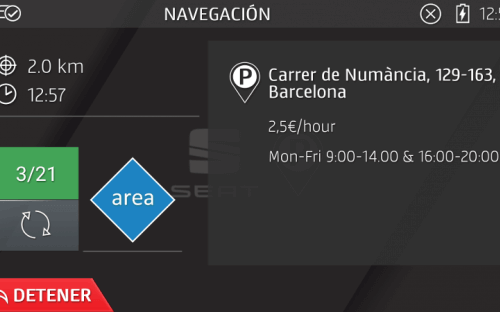 NAVEGACIÓN
2.0 km
12:57
P
Carrer de Numància, 129-163,
Barcelona
2,5€/hour
Mon-Fri 9:00-14.00 & 16:00-20:00
3/21
area
SEAT
DETENER